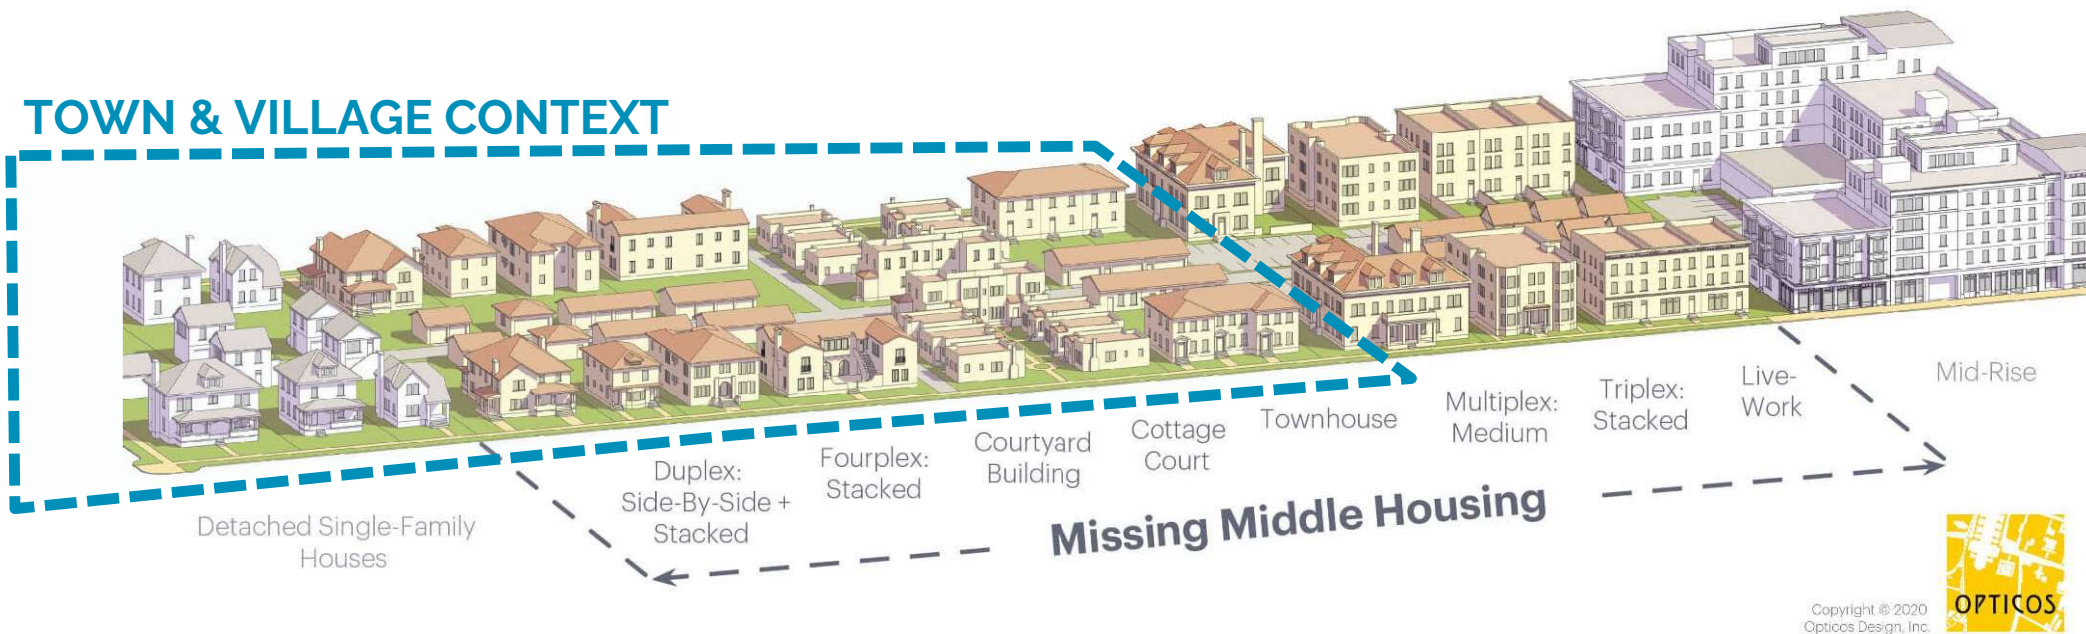 TOWN & VILLAGE CONTEXT
Detached Single-Family
Houses
Duplex:
Side-By-Side +
Stacked
Fourplex:
Stacked
Courtyard
Building
Cottage
Court
Townhouse
Multiplex:
Medium
Triplex:
Stacked
Live-
Work
Mid-Rise
Missing Middle Housing
Copyright © 2020
Opticos Design, Inc.
OPTICOS